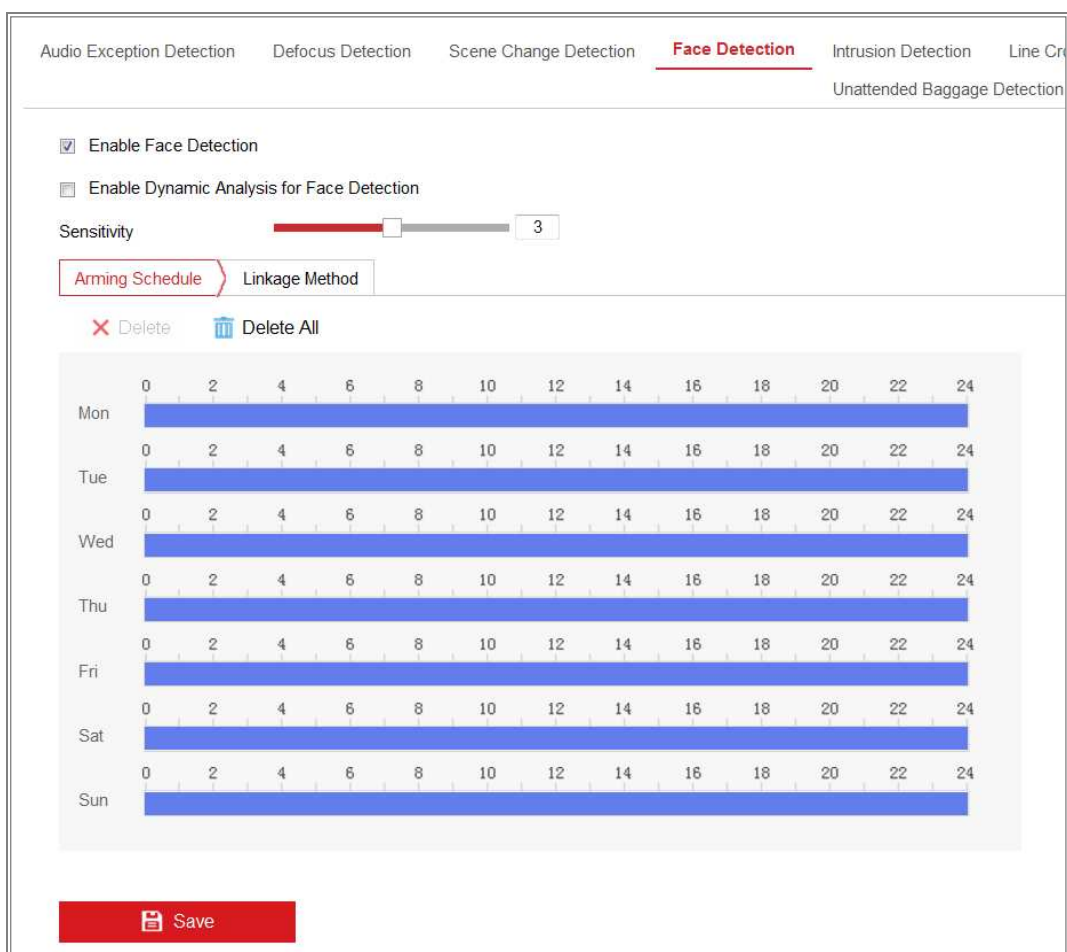 Audio Exception Detection Defocus Detection Scene Change Detection Face Detection Intrusion Detection Line Cro
Unattended Baggage Detection
Enable Face Detection
Enable Dynamic Analysis for Face Detection
Sensitivity 3
Arming Schedule Linkage Method
Delete Delete All
0 2 4 6 8 10 12 14 16 18 20 22 24
Mon
0 2 4 6 8 10 12 14 16 18 20 22 24
Tue
0 2 4 6 8 10 12 14 16 18 20 22 24
Wed
0 2 4 6 8 10 12 14 16 18 20 22 24
Thu
0 2 4 6 8 10 12 14 16 18 20 22 24
Fri
0 2 4 6 8 10 12 14 16 18 20 22 24
Sat
0 2 4 6 8 10 12 14 16 18 20 22 24
Sun
Save